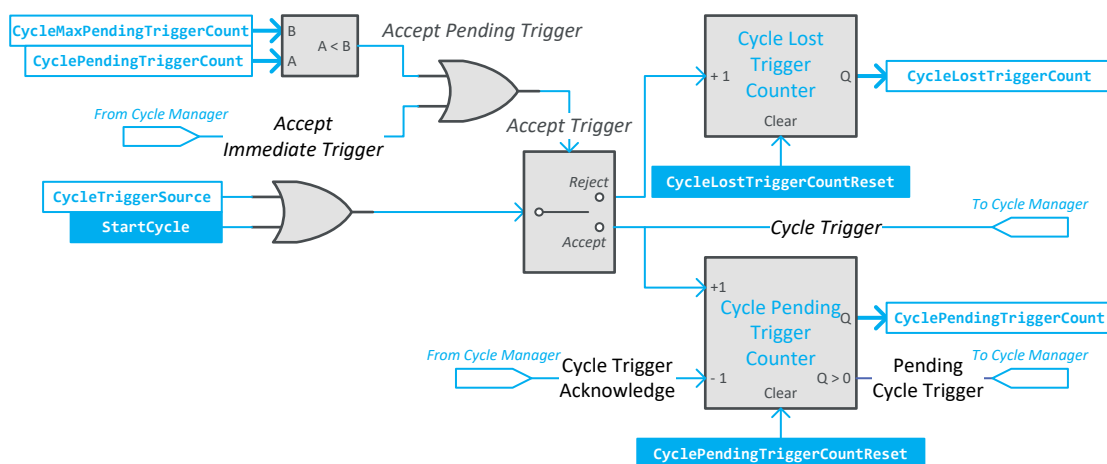 CycleMaxPendingTriggerCount
CyclePendingTriggerCount
B
A
A < B
Accept Pending Trigger
From Cycle Manager
Accept
Immediate Trigger
Accept Trigger
CycleTriggerSource
StartCycle
Reject
Accept
Cycle Lost
Trigger
Counter
+ 1
Q
Clear
CycleLostTriggerCount
CycleLostTriggerCountReset
Cycle Trigger
To Cycle Manager
+1
Cycle Pending
Trigger
Counter
Q
CyclePendingTriggerCount
From Cycle Manager
Cycle Trigger
Acknowledge
- 1
Q > 0
Clear
Pending
Cycle Trigger
To Cycle Manager
CyclePendingTriggerCountReset